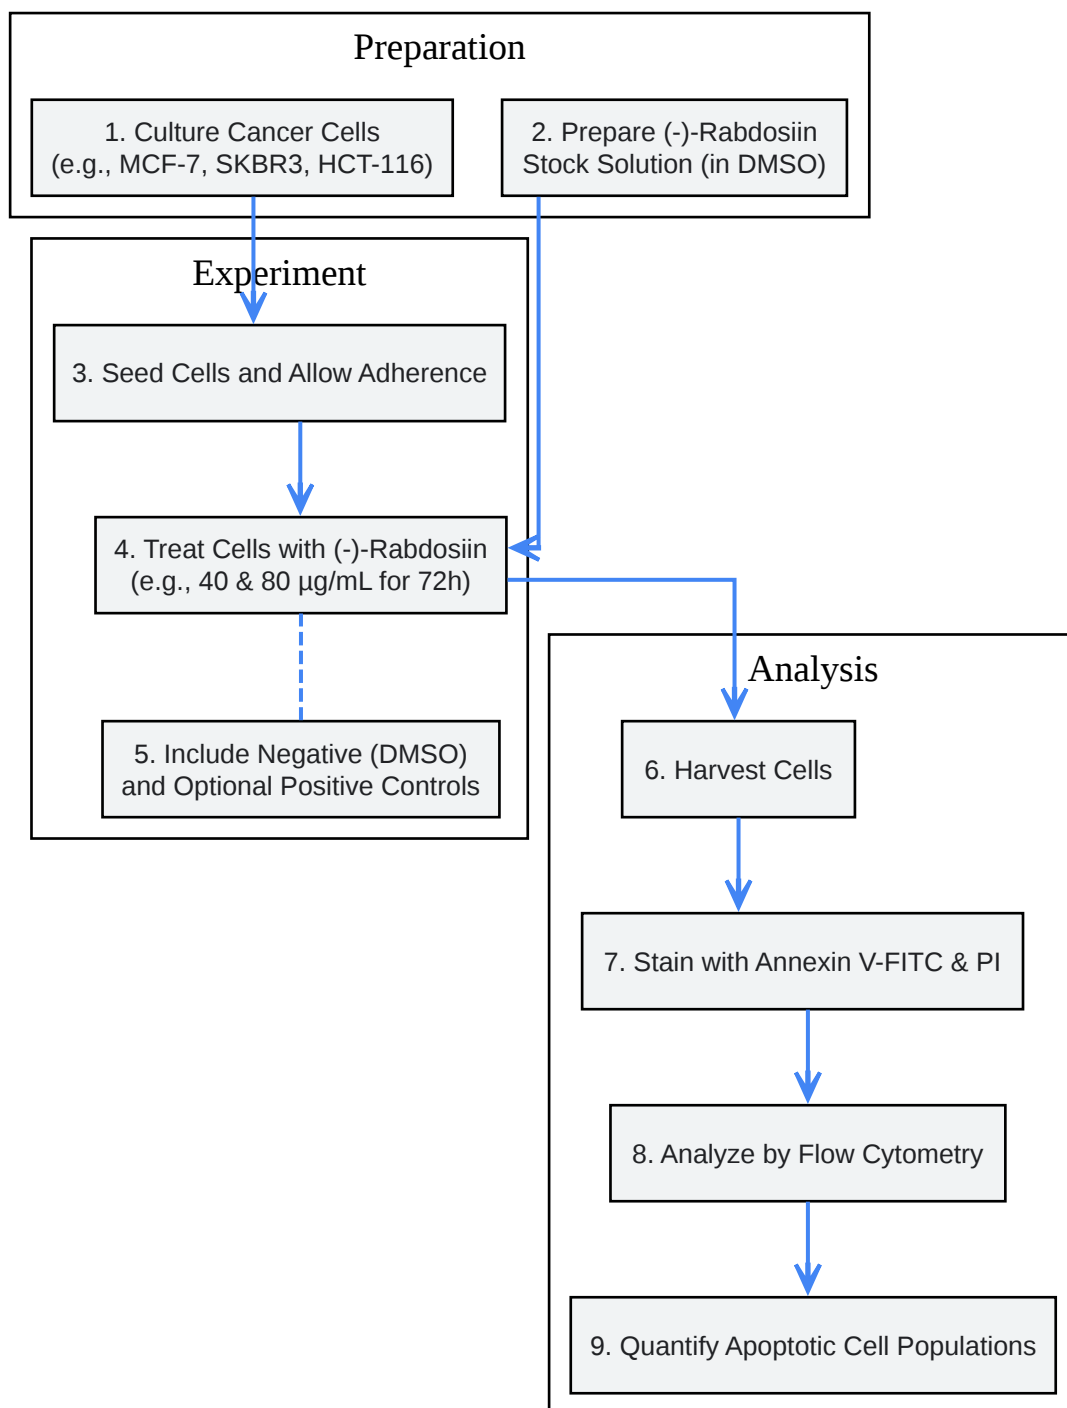 Preparation
1. Culture Cancer Cells
(e.g., MCF-7, SKBR3, HCT-116)
2. Prepare (-)-Rabdosiin
Stock Solution (in DMSO)
Experiment
3. Seed Cells and Allow Adherence
4. Treat Cells with (-)-Rabdosiin
(e.g., 40 & 80 µg/mL for 72h)
5. Include Negative (DMSO)
and Optional Positive Controls
Analysis
6. Harvest Cells
7. Stain with Annexin V-FITC & PI
8. Analyze by Flow Cytometry
9. Quantify Apoptotic Cell Populations